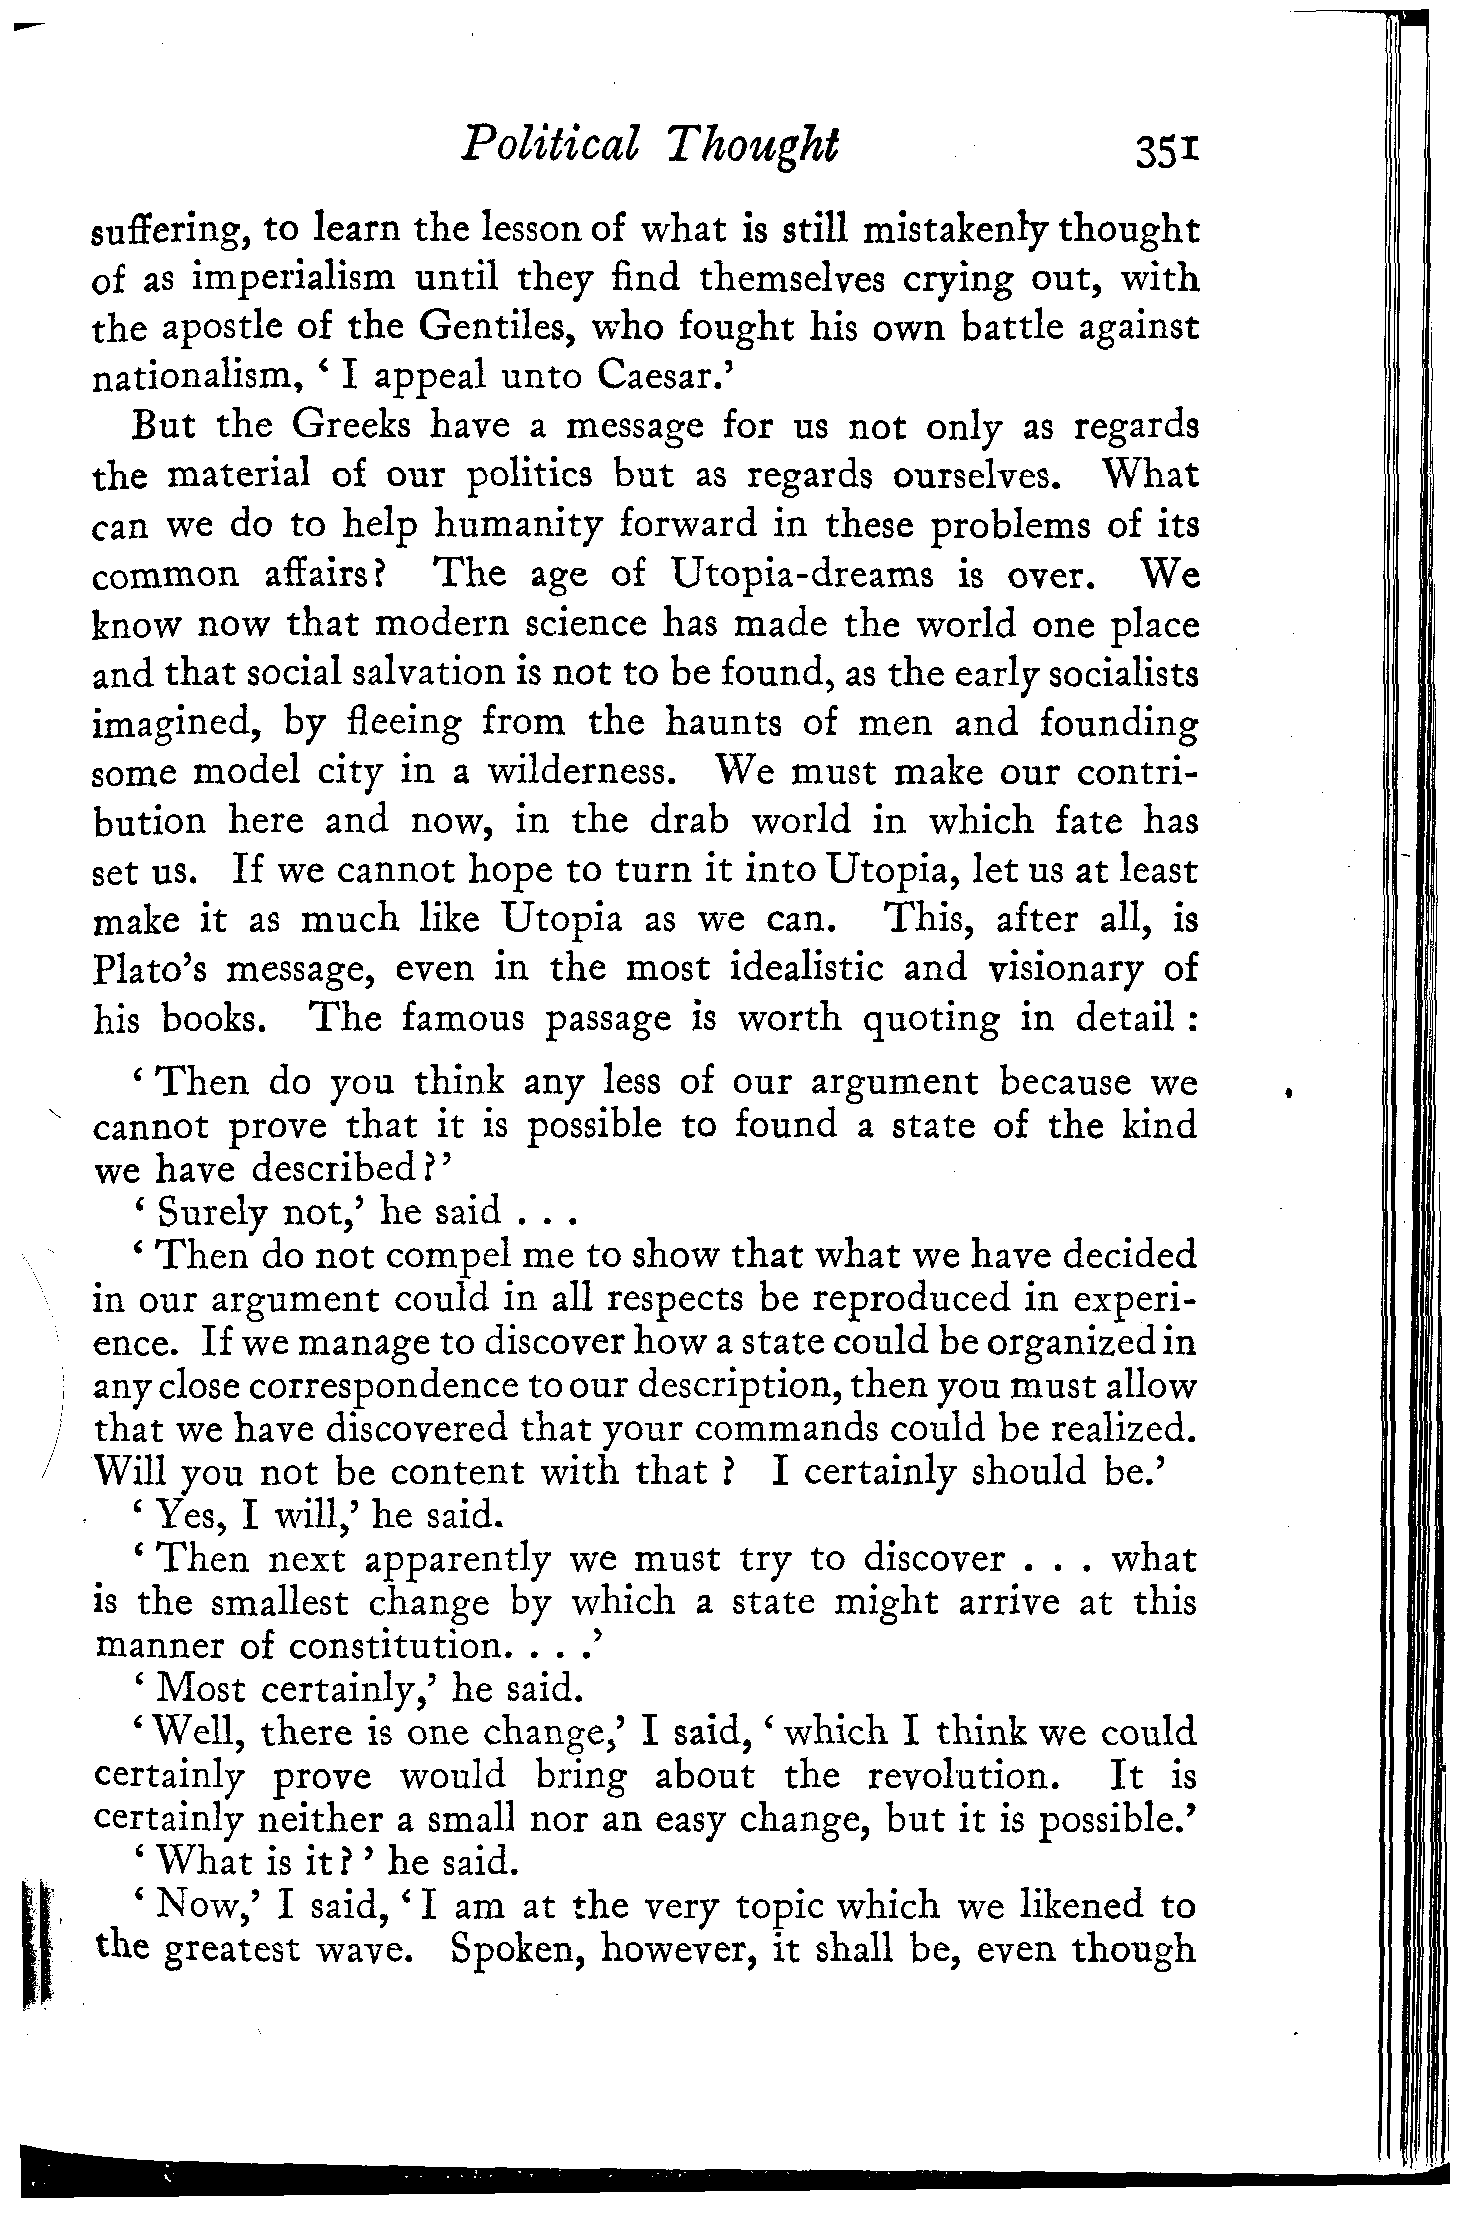 Political Thought 351
suffering, to learn the lesson of what is still mistakenly thought
of as imperialism until they find themselves crying out, with
the apostle of the Gentiles, who fought his own battle against
nationalism, ‘ I appeal unto Caesar.’
But the Greeks have a message for us not only as regards
the material of our politics but as regards ourselves. What
can we do to help humanity forward in these problems of its
common affairs? The age of Utopia-dreams is over. We
know now that modern science has made the world one place
and that social salvation is not to be found, as the early socialists
imagined, by fleeing from the haunts of men and founding
some model city in a wilderness. We must make our contri-
bution here and now, in the drab world in which fate has
set us. If we cannot hope to turn it into Utopia, let us at least
make it as much like Utopia as we can. This, after all, is
Plato’s message, even in the most idealistic and visionary of
his books. The famous passage is worth quoting in detail :
‘ Then do you think any less of our argument because we
cannot prove that it is possible to found a state of the kind
we have described?’
‘ Surely not,’ he said . . .
‘ Then do not compel me to show that what we have decided
in our argument could in all respects be reproduced in experi-
ence. If we manage to discover how a state could be organized in
any close correspondence to our description, then you must allow
that we have discovered that your commands could be realized.
Will you not be content with that ? I certainly should be.’
‘ Yes, I will,’ he said.
‘ Then next apparently we must try to discover . . . what
is the smallest change by which a state might arrive at this
manner of constitution. . . .’
‘ Most certainly,’ he said.
‘ Well, there is one change,’ I said, ‘ which I think we could
certainly prove would bring about the revolution. It is
certainly neither a small nor an easy change, but it is possible.’
‘ What is it? ’ he said.
‘ Now,’ I said, ‘ I am at the very topic which we likened to
the greatest wave. Spoken, however, it shall be, even though